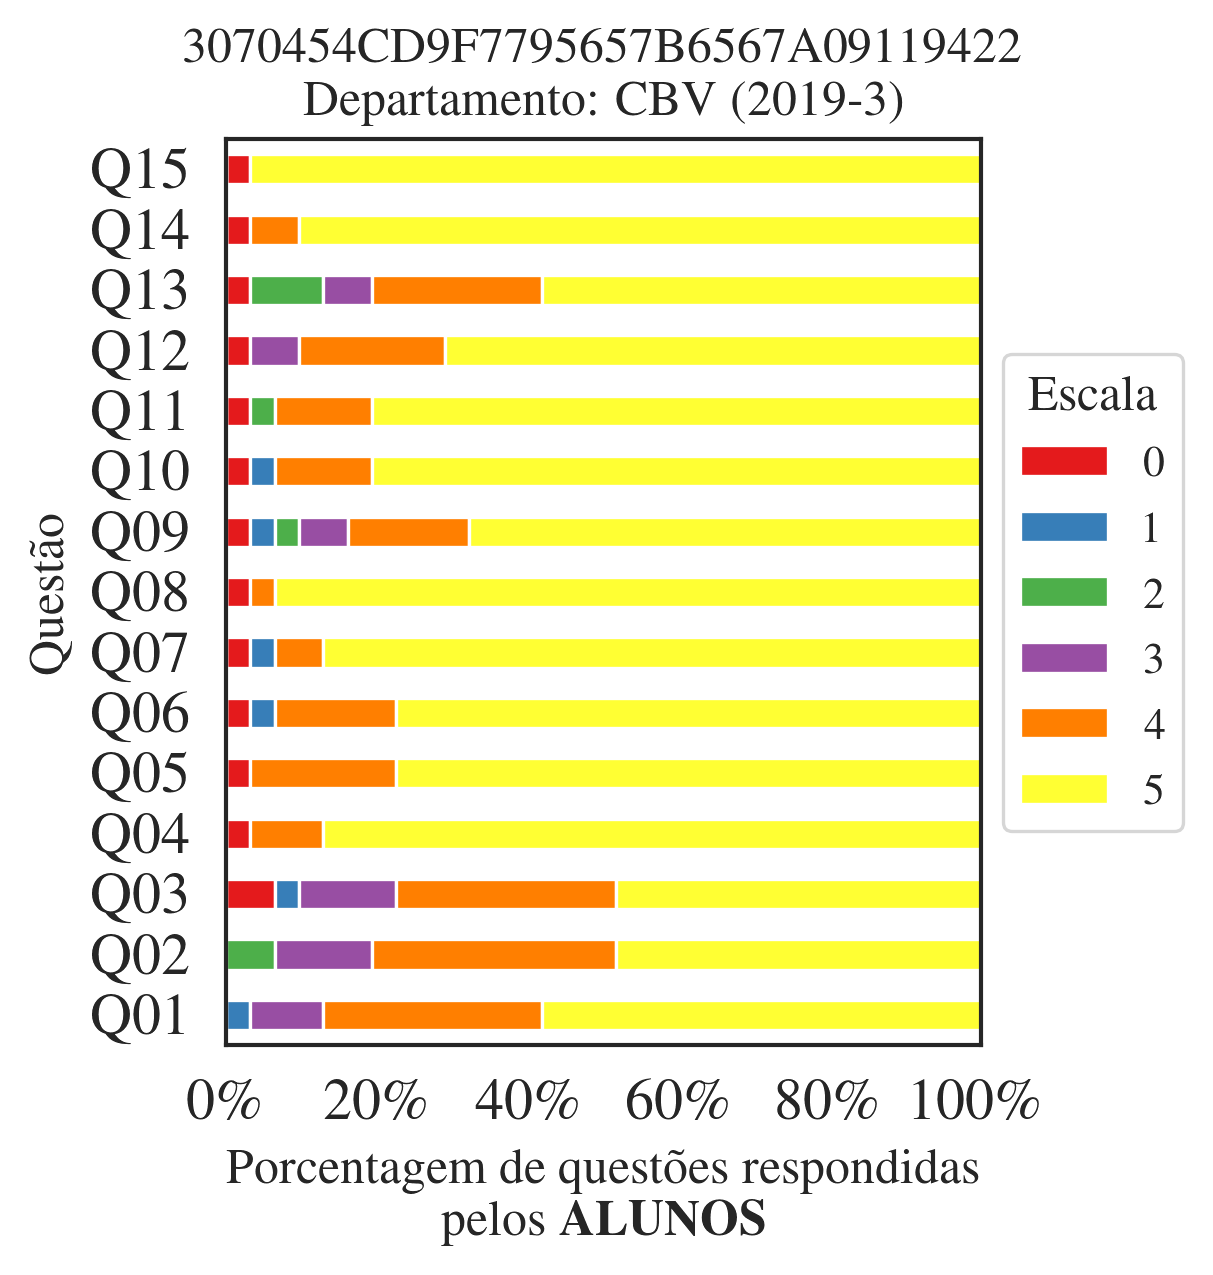 3070454CD9F7795657B6567A09119422
Departamento: CBV (2019-3)
Q15
Q14
Q13
Q12
Q11
Q10
Q09
Q08
Q07
Q06
Q05
Q04
Q03
Q02
Q01
Questão
0% 20% 40% 60% 80% 100%
Porcentagem de questões respondidas
pelos ALUNOS
Escala
0
1
2
3
4
5